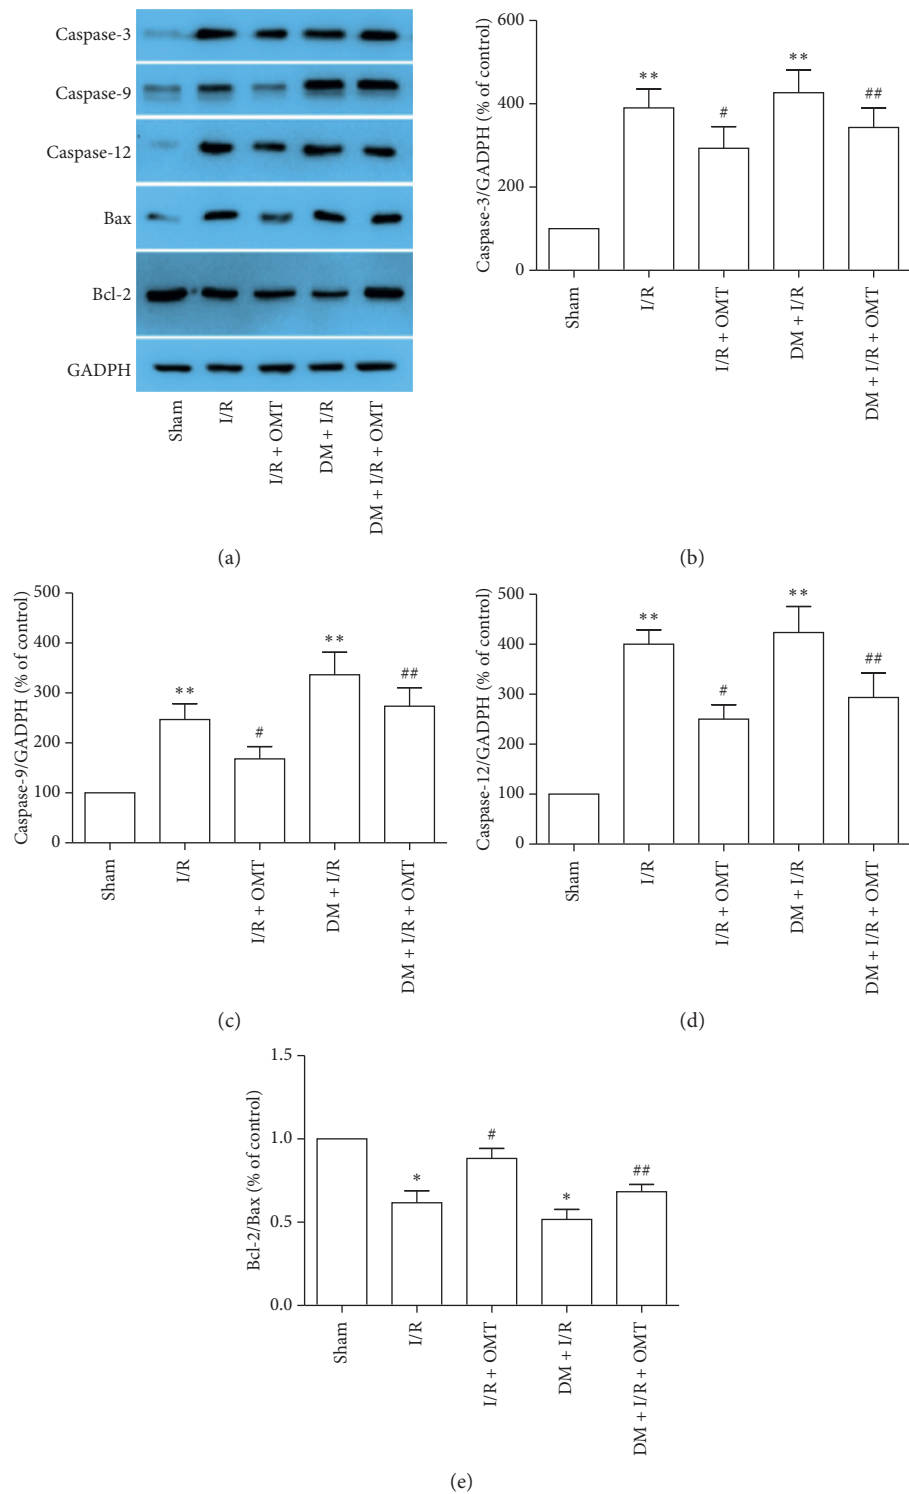 Caspase-3
Caspase-9
Caspase-12
Bax
Bcl-2
GADPH
Sham
I/R
I/R + OMT
DM + I/R
DM + I/R + OMT
(a)
Caspase-3/GADPH (% of control)
600
400
200
0
**
#
**
##
Sham
I/R
I/R + OMT
DM + I/R
DM + I/R + OMT
(b)
Caspase-9/GADPH (% of control)
500
400
300
200
100
0
**
#
**
##
Sham
I/R
I/R + OMT
DM + I/R
DM + I/R + OMT
(c)
Caspase-12/GADPH (% of control)
500
400
300
200
100
0
**
#
**
##
Sham
I/R
I/R + OMT
DM + I/R
DM + I/R + OMT
(d)
Bcl-2/Bax (% of control)
1.5
1.0
0.5
0.0
*
#
*
##
Sham
I/R
I/R + OMT
DM + I/R
DM + I/R + OMT
(e)